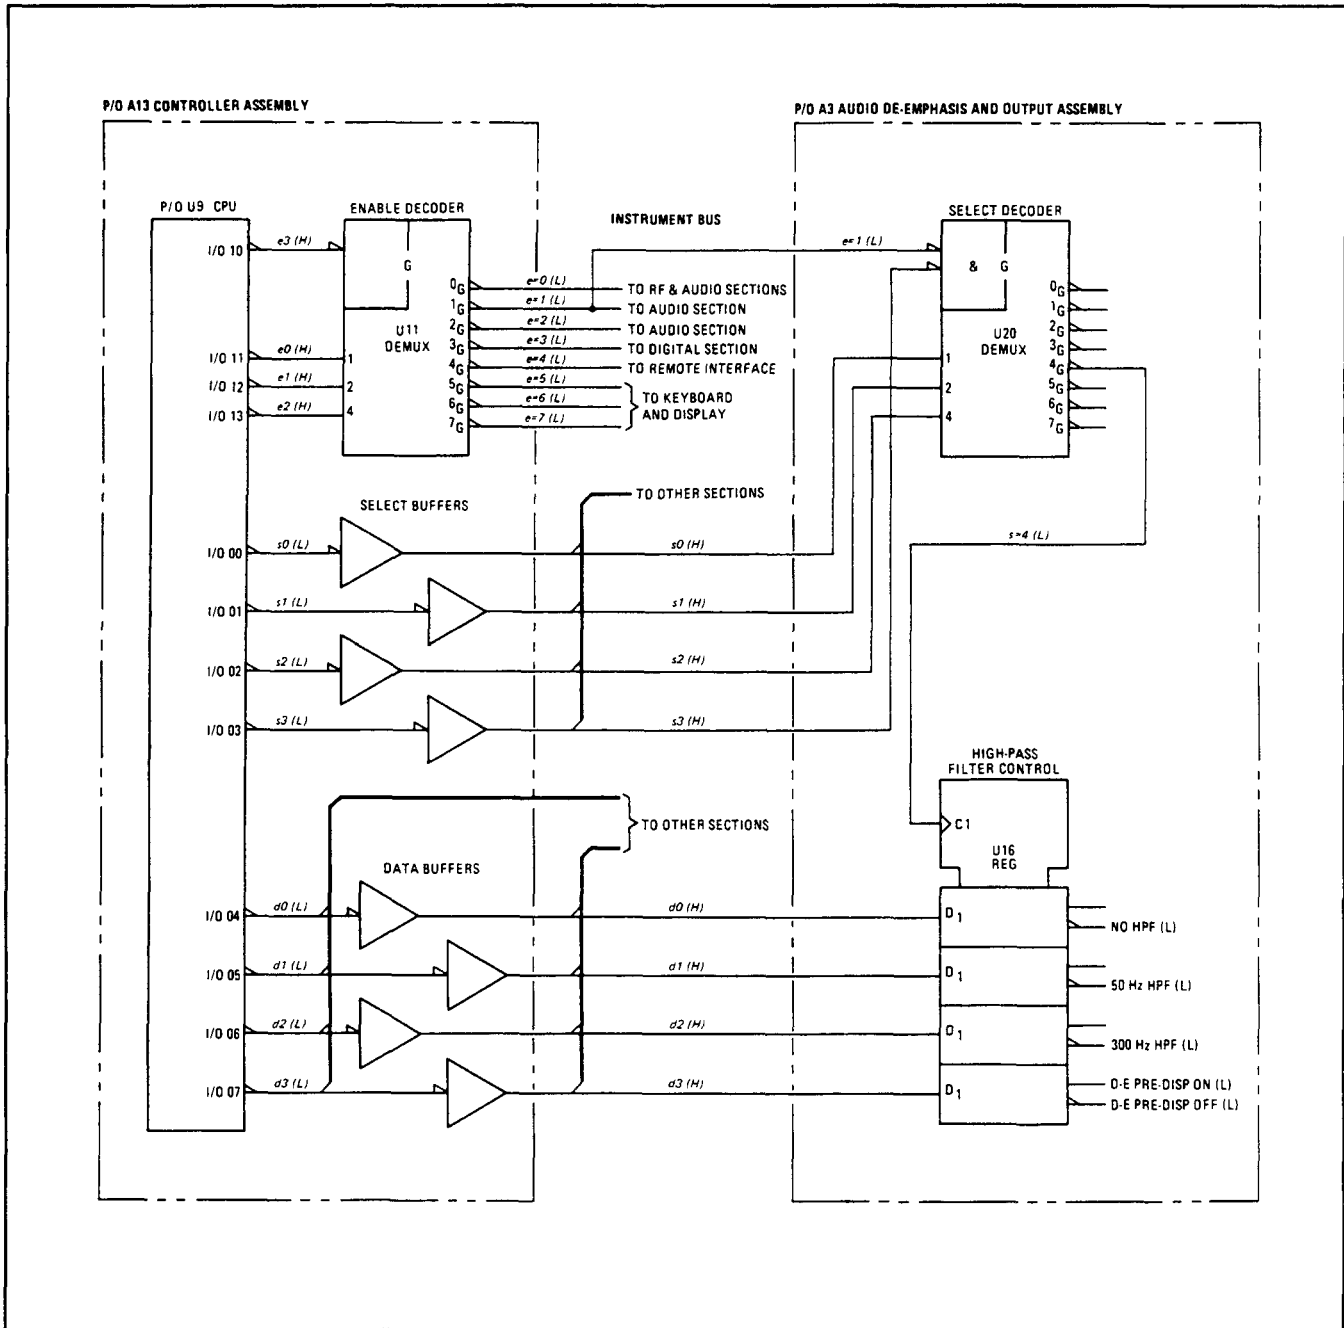 P/O A13 CONTROLLER ASSEMBLY
P/O A3 AUDIO DE-EMPHASIS AND OUTPUT ASSEMBLY
P/O U9 CPU
ENABLE DECODER
INSTRUMENT BUS
SELECT DECODER
I/O 10
e3 (H)
G
e=1 (L)
& G
0G
e=0 (L)
TO RF & AUDIO SECTIONS
1G
e=1 (L)
TO AUDIO SECTION
2G
e=2 (L)
TO AUDIO SECTION
3G
e=3 (L)
TO DIGITAL SECTION
4G
e=4 (L)
TO REMOTE INTERFACE
5G
e=5 (L)
6G
e=6 (L)
7G
e=7 (L)
TO KEYBOARD
AND DISPLAY
U11
DEMUX
I/O 11
e0 (H)
1
I/O 12
e1 (H)
2
I/O 13
e2 (H)
4
U20
DEMUX
1
2
4
0G
1G
2G
3G
4G
5G
6G
7G
SELECT BUFFERS
TO OTHER SECTIONS
s=4 (L)
I/O 00
s0 (L)
s0 (H)
I/O 01
s1 (L)
s1 (H)
I/O 02
s2 (L)
s2 (H)
I/O 03
s3 (L)
s3 (H)
HIGH-PASS
FILTER CONTROL
TO OTHER SECTIONS
C1
U16
REG
DATA BUFFERS
I/O 04
d0 (L)
d0 (H)
D1
NO HPF (L)
I/O 05
d1 (L)
d1 (H)
D1
50 Hz HPF (L)
I/O 06
d2 (L)
d2 (H)
D1
300 Hz HPF (L)
I/O 07
d3 (L)
d3 (H)
D1
D-E PRE-DISP ON (L)
D-E PRE-DISP OFF (L)